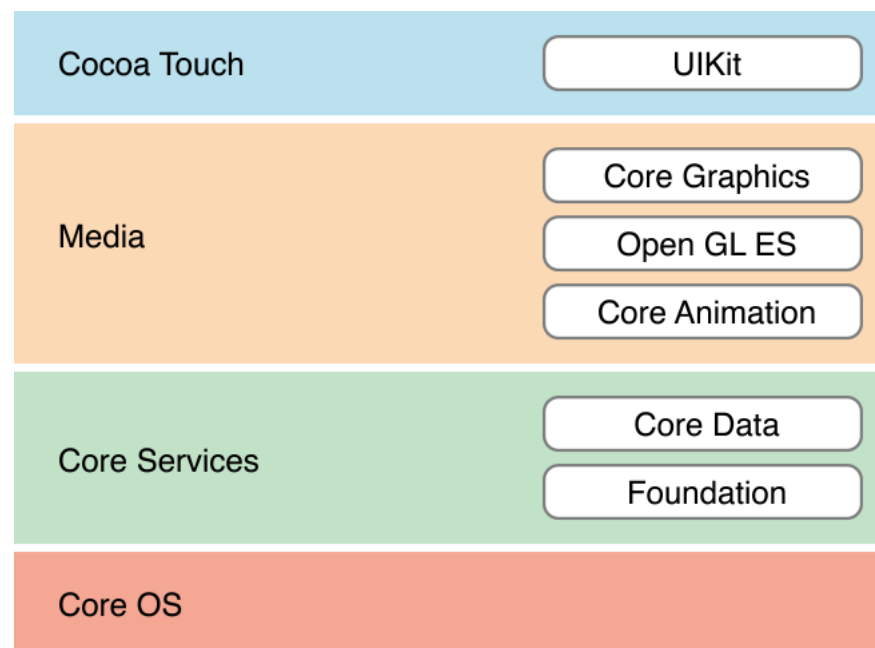 Cocoa Touch
UIKit
Media
Core Graphics
Open GL ES
Core Animation
Core Services
Core Data
Foundation
Core OS